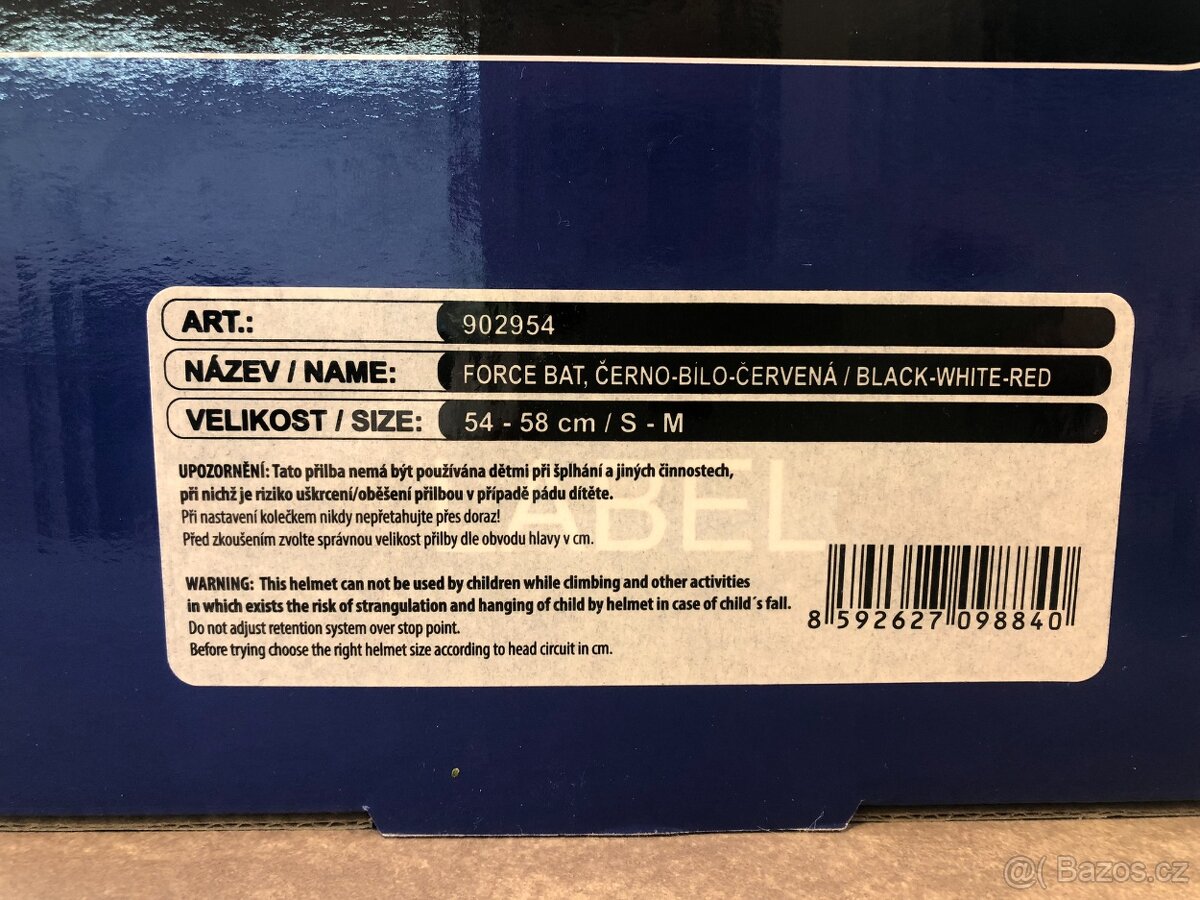 ART.: 902954
NÁZEV / NAME: FORCE BAT, ČERNO-BÍLO-ČERVENÁ / BLACK-WHITE-RED
VELIKOST / SIZE: 54 - 58 cm / S - M
LABEL
UPOZORNĚNÍ: Tato přilba nemá být používána dětmi při šplhání a jiných činnostech,
při nichž je riziko uškrcení/oběšení přilbou v případě pádu dítěte.
Při nastavení kolečkem nikdy nepřetahujte přes doraz!
Před zkoušením zvolte správnou velikost přilby dle obvodu hlavy v cm.
WARNING: This helmet can not be used by children while climbing and other activities
in which exists the risk of strangulation and hanging of child by helmet in case of child´s fall.
Do not adjust retention system over stop point.
Before trying choose the right helmet size according to head circuit in cm.
8 592627 098840
@( Bazos.cz